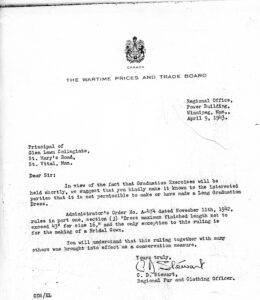 CANADA
THE WARTIME PRICES AND TRADE BOARD
Regional Office,
Power Building,
Winnipeg, Man.,
April 9, 1943.
Principal of
Glen Lawn Collegiate,
St. Mary's Road,
St. Vital, Man.
Dear Sir:
In view of the fact that Graduation Exercises will
be held shortly, we suggest that you kindly make it known to the interested
parties that it is not permissible to make or have made a Long Graduation
Dress.
Administrator's Order No. A-474 dated November 11th, 1942,
rules in part one, section (J) "Dress maximum finished length not to
exceed 43" for size 16," and the only exception to this ruling is
for the making of a Bridal Gown.
You will understand that this ruling together with many
others was brought into effect as a conservation measure.
Yours truly,
C. D. Stewart
C. D. Stewart,
Regional Fur and Clothing Officer.
CDS/EL